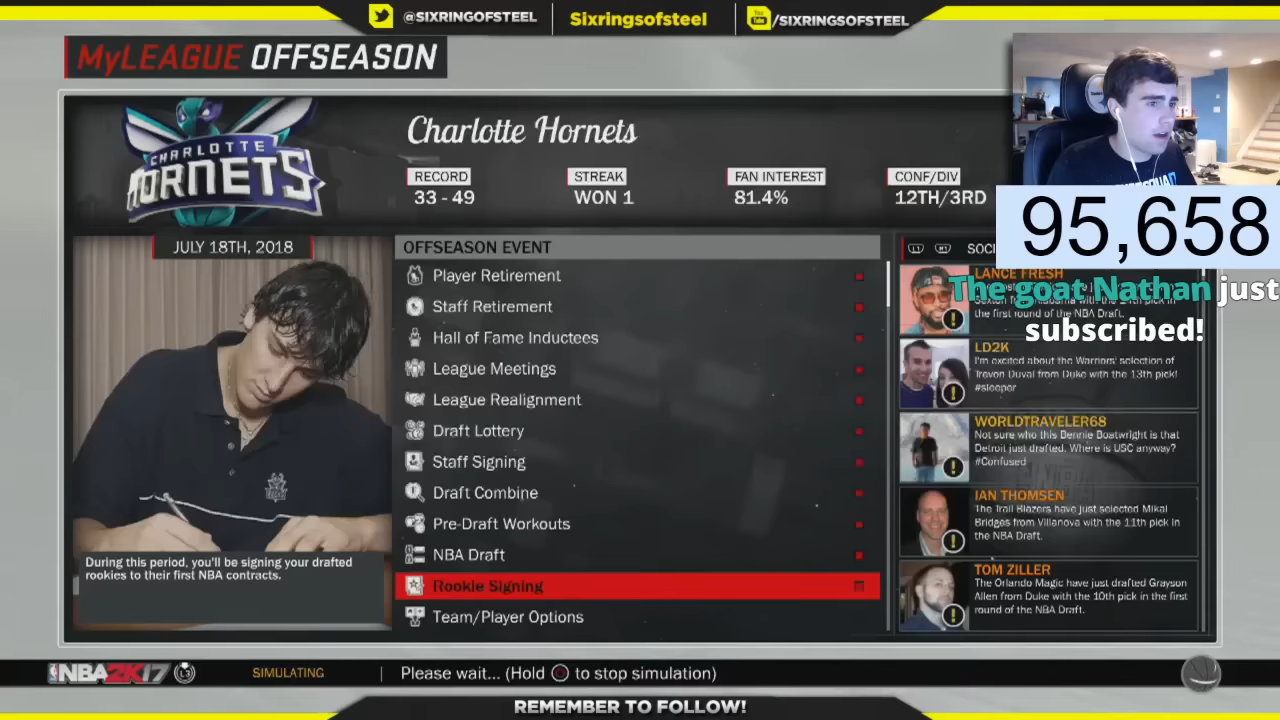 @SIXRINGOFSTEEL
Sixringsofsteel
You Tube
/SIXRINGSOFSTEEL
MyLEAGUE OFFSEASON
CHARLOTTE
HORNETS
Charlotte Hornets
RECORD
33 - 49
STREAK
WON 1
FAN INTEREST
81.4%
CONF/DIV
12TH/3RD
95,658
The goat Nathan just
subscribed!
JULY 18TH, 2018
During this period, you'll be signing your drafted
rookies to their first NBA contracts.
OFFSEASON EVENT
Player Retirement
Staff Retirement
Hall of Fame Inductees
League Meetings
League Realignment
Draft Lottery
Staff Signing
Draft Combine
Pre-Draft Workouts
NBA Draft
Rookie Signing
Team/Player Options
L1 R1 SOCI
LANCE FRESH
the first round of the NBA Draft.
LD2K
I'm excited about the Warriors' selection of
Trevon Duval from Duke with the 13th pick!
#sleeper
WORLDTRAVELER68
Not sure who this Bennie Boatwright is that
Detroit just drafted. Where is USC anyway?
#Confused
IAN THOMSEN
The Trail Blazers have just selected Mikal
Bridges from Villanova with the 11th pick in
the NBA Draft.
TOM ZILLER
The Orlando Magic have just drafted Grayson
Allen from Duke with the 10th pick in the first
round of the NBA Draft.
NBA2K17
L3
SIMULATING
Please wait... (Hold to stop simulation)
REMEMBER TO FOLLOW!